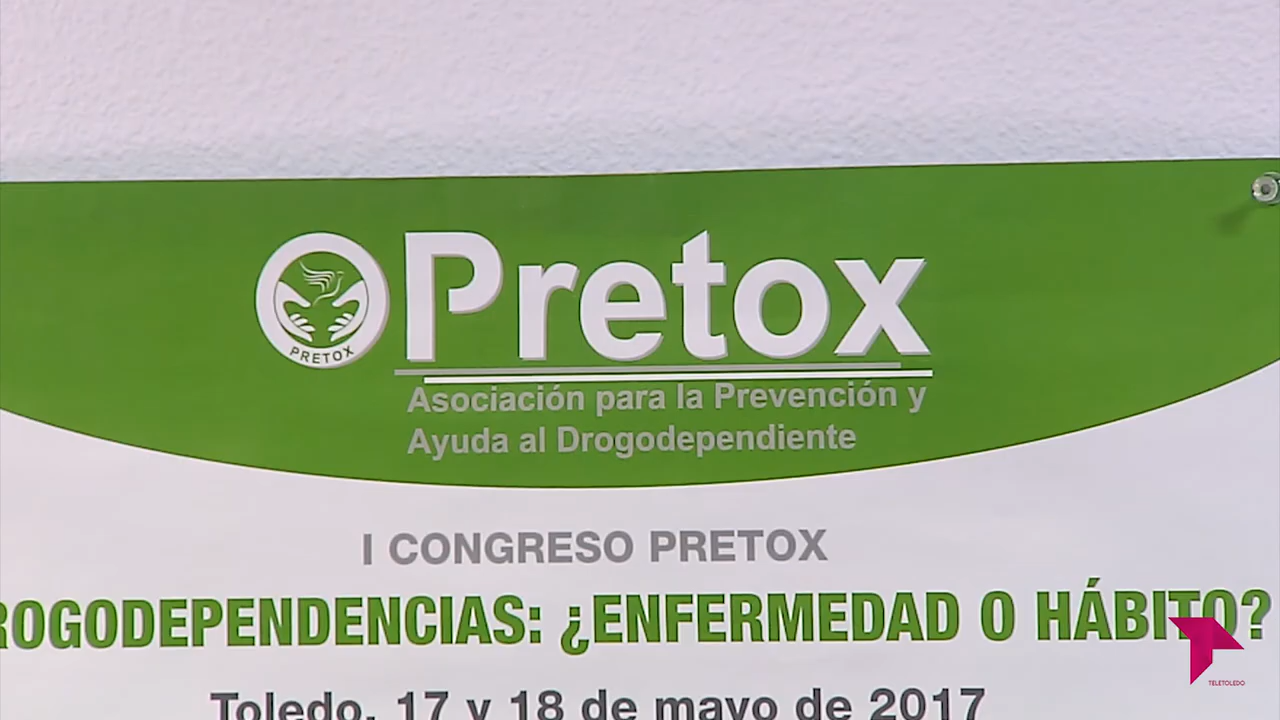 Pretox
PRETOX
Asociación para la Prevención y
Ayuda al Drogodependiente
I CONGRESO PRETOX
ROGODEPENDENCIAS: ¿ENFERMEDAD O HÁBITO?
Toledo, 17 y 18 de mayo de 2017
TELETOLEDO